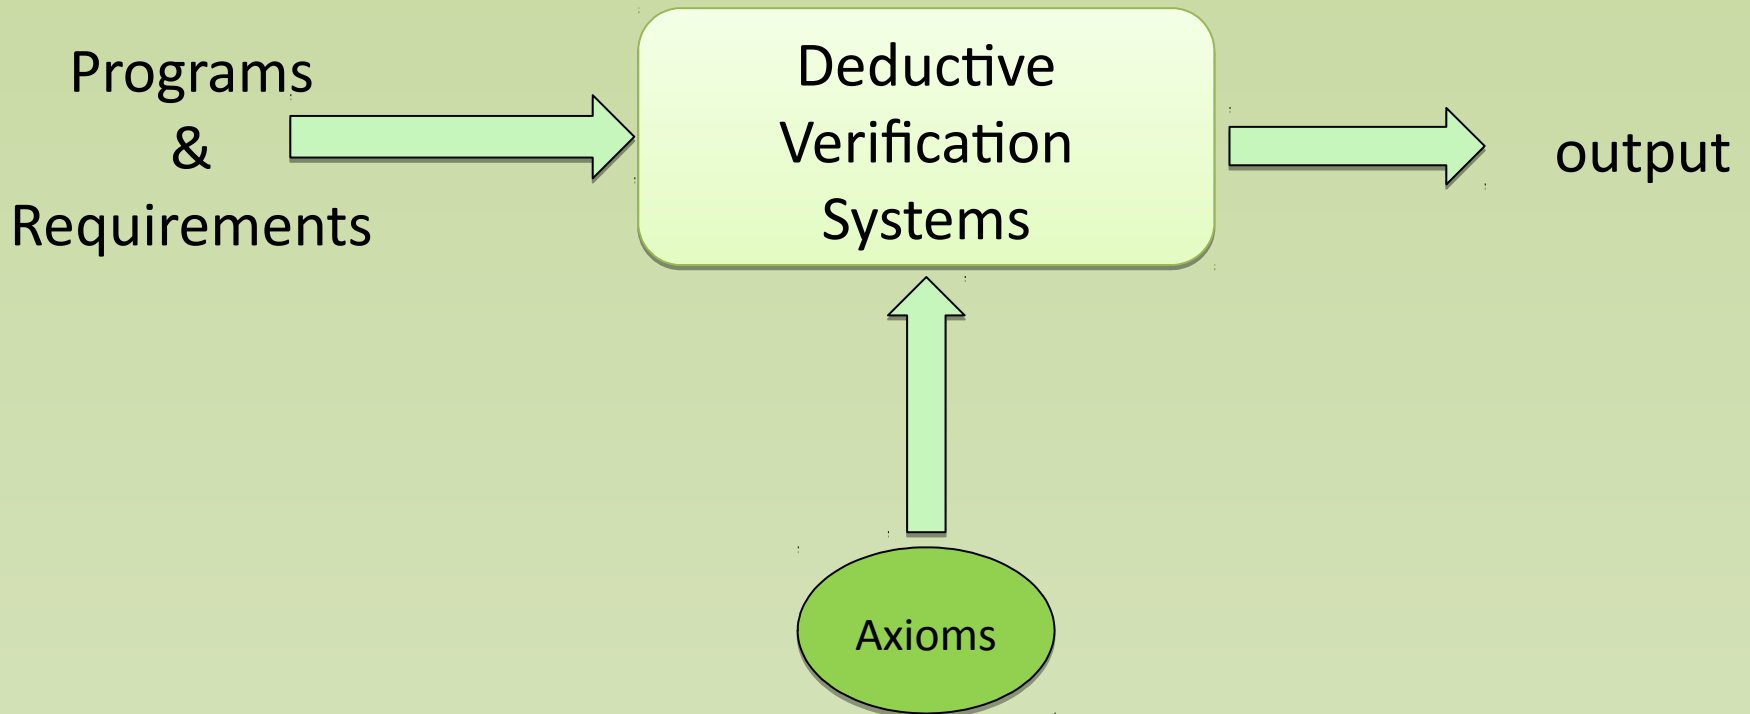 Programs
&
Requirements
Deductive
Verification
Systems
output
Axioms